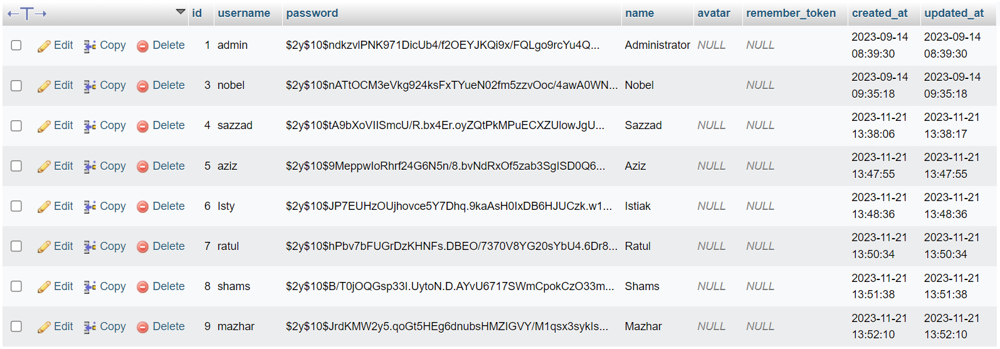 id username password name avatar remember_token created_at updated_at
Edit Copy Delete 1 admin $2y$10$ndkzvlPNK971DicUb4/f2OEYJKQi9x/FQLgo9rcYu4Q... Administrator NULL NULL 2023-09-14 08:39:30 2023-09-14 08:39:30
Edit Copy Delete 3 nobel $2y$10$nATtOCM3eVkg924ksFxTYueN02fm5zzvOoc/4awA0WN... Nobel NULL 2023-09-14 09:35:18 2023-09-14 09:35:18
Edit Copy Delete 4 sazzad $2y$10$tA9bXoVIISmcU/R.bx4Er.oyZQtPkMPuECXZUlowJgU... Sazzad NULL NULL 2023-11-21 13:38:06 2023-11-21 13:38:17
Edit Copy Delete 5 aziz $2y$10$9MeppwIoRhrf24G6N5n/8.bvNdRxOf5zab3SgISD0Q6... Aziz NULL NULL 2023-11-21 13:47:55 2023-11-21 13:47:55
Edit Copy Delete 6 Isty $2y$10$JP7EUHzOUjhovce5Y7Dhq.9kaAsH0IxDB6HJUCzk.w1... Istiak NULL NULL 2023-11-21 13:48:36 2023-11-21 13:48:36
Edit Copy Delete 7 ratul $2y$10$hPbv7bFUGrDzKHNFs.DBEO/7370V8YG20sYbU4.6Dr8... Ratul NULL NULL 2023-11-21 13:50:34 2023-11-21 13:50:34
Edit Copy Delete 8 shams $2y$10$B/T0jOQGsp33I.UytoN.D.AYvU6717SWmCpokCzO33m... Shams NULL NULL 2023-11-21 13:51:38 2023-11-21 13:51:38
Edit Copy Delete 9 mazhar $2y$10$JrdKMW2y5.qoGt5HEg6dnubsHMZIGVY/M1qsx3sykIs... Mazhar NULL NULL 2023-11-21 13:52:10 2023-11-21 13:52:10